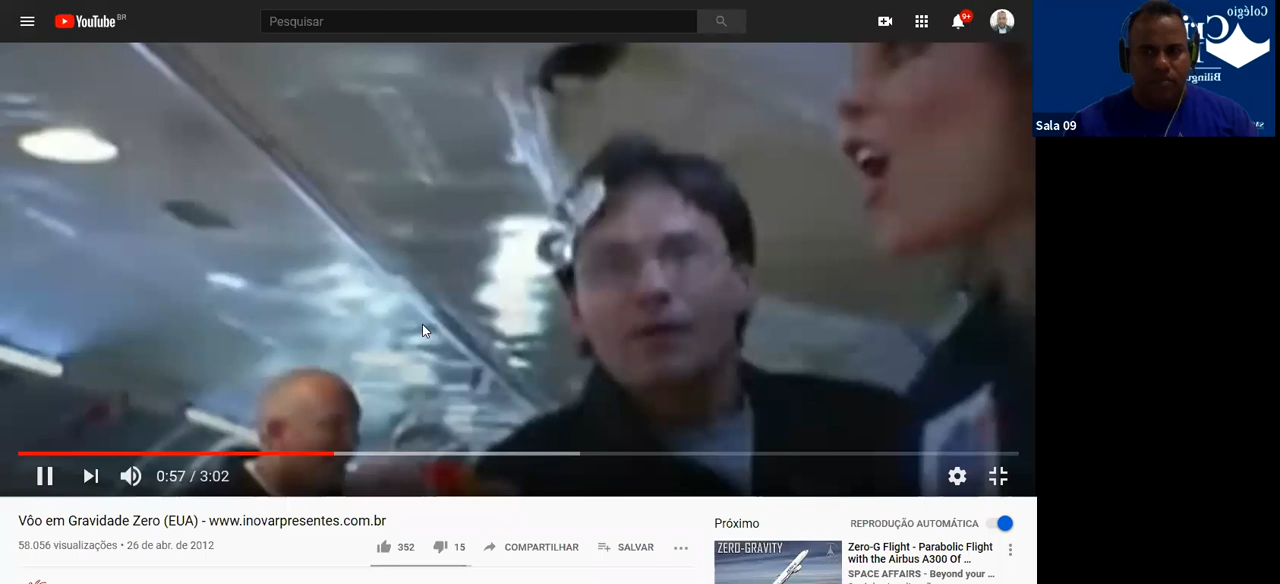 YouTube BR
Pesquisar
9+
Colégio
Sala 09
0:57 / 3:02
Vôo em Gravidade Zero (EUA) - www.inovarpresentes.com.br
58.056 visualizações • 26 de abr. de 2012
352
15
COMPARTILHAR
SALVAR
Próximo
REPRODUÇÃO AUTOMÁTICA
ZERO-GRAVITY
Zero-G Flight - Parabolic Flight
with the Airbus A300 Of ...
SPACE AFFAIRS - Beyond your ...